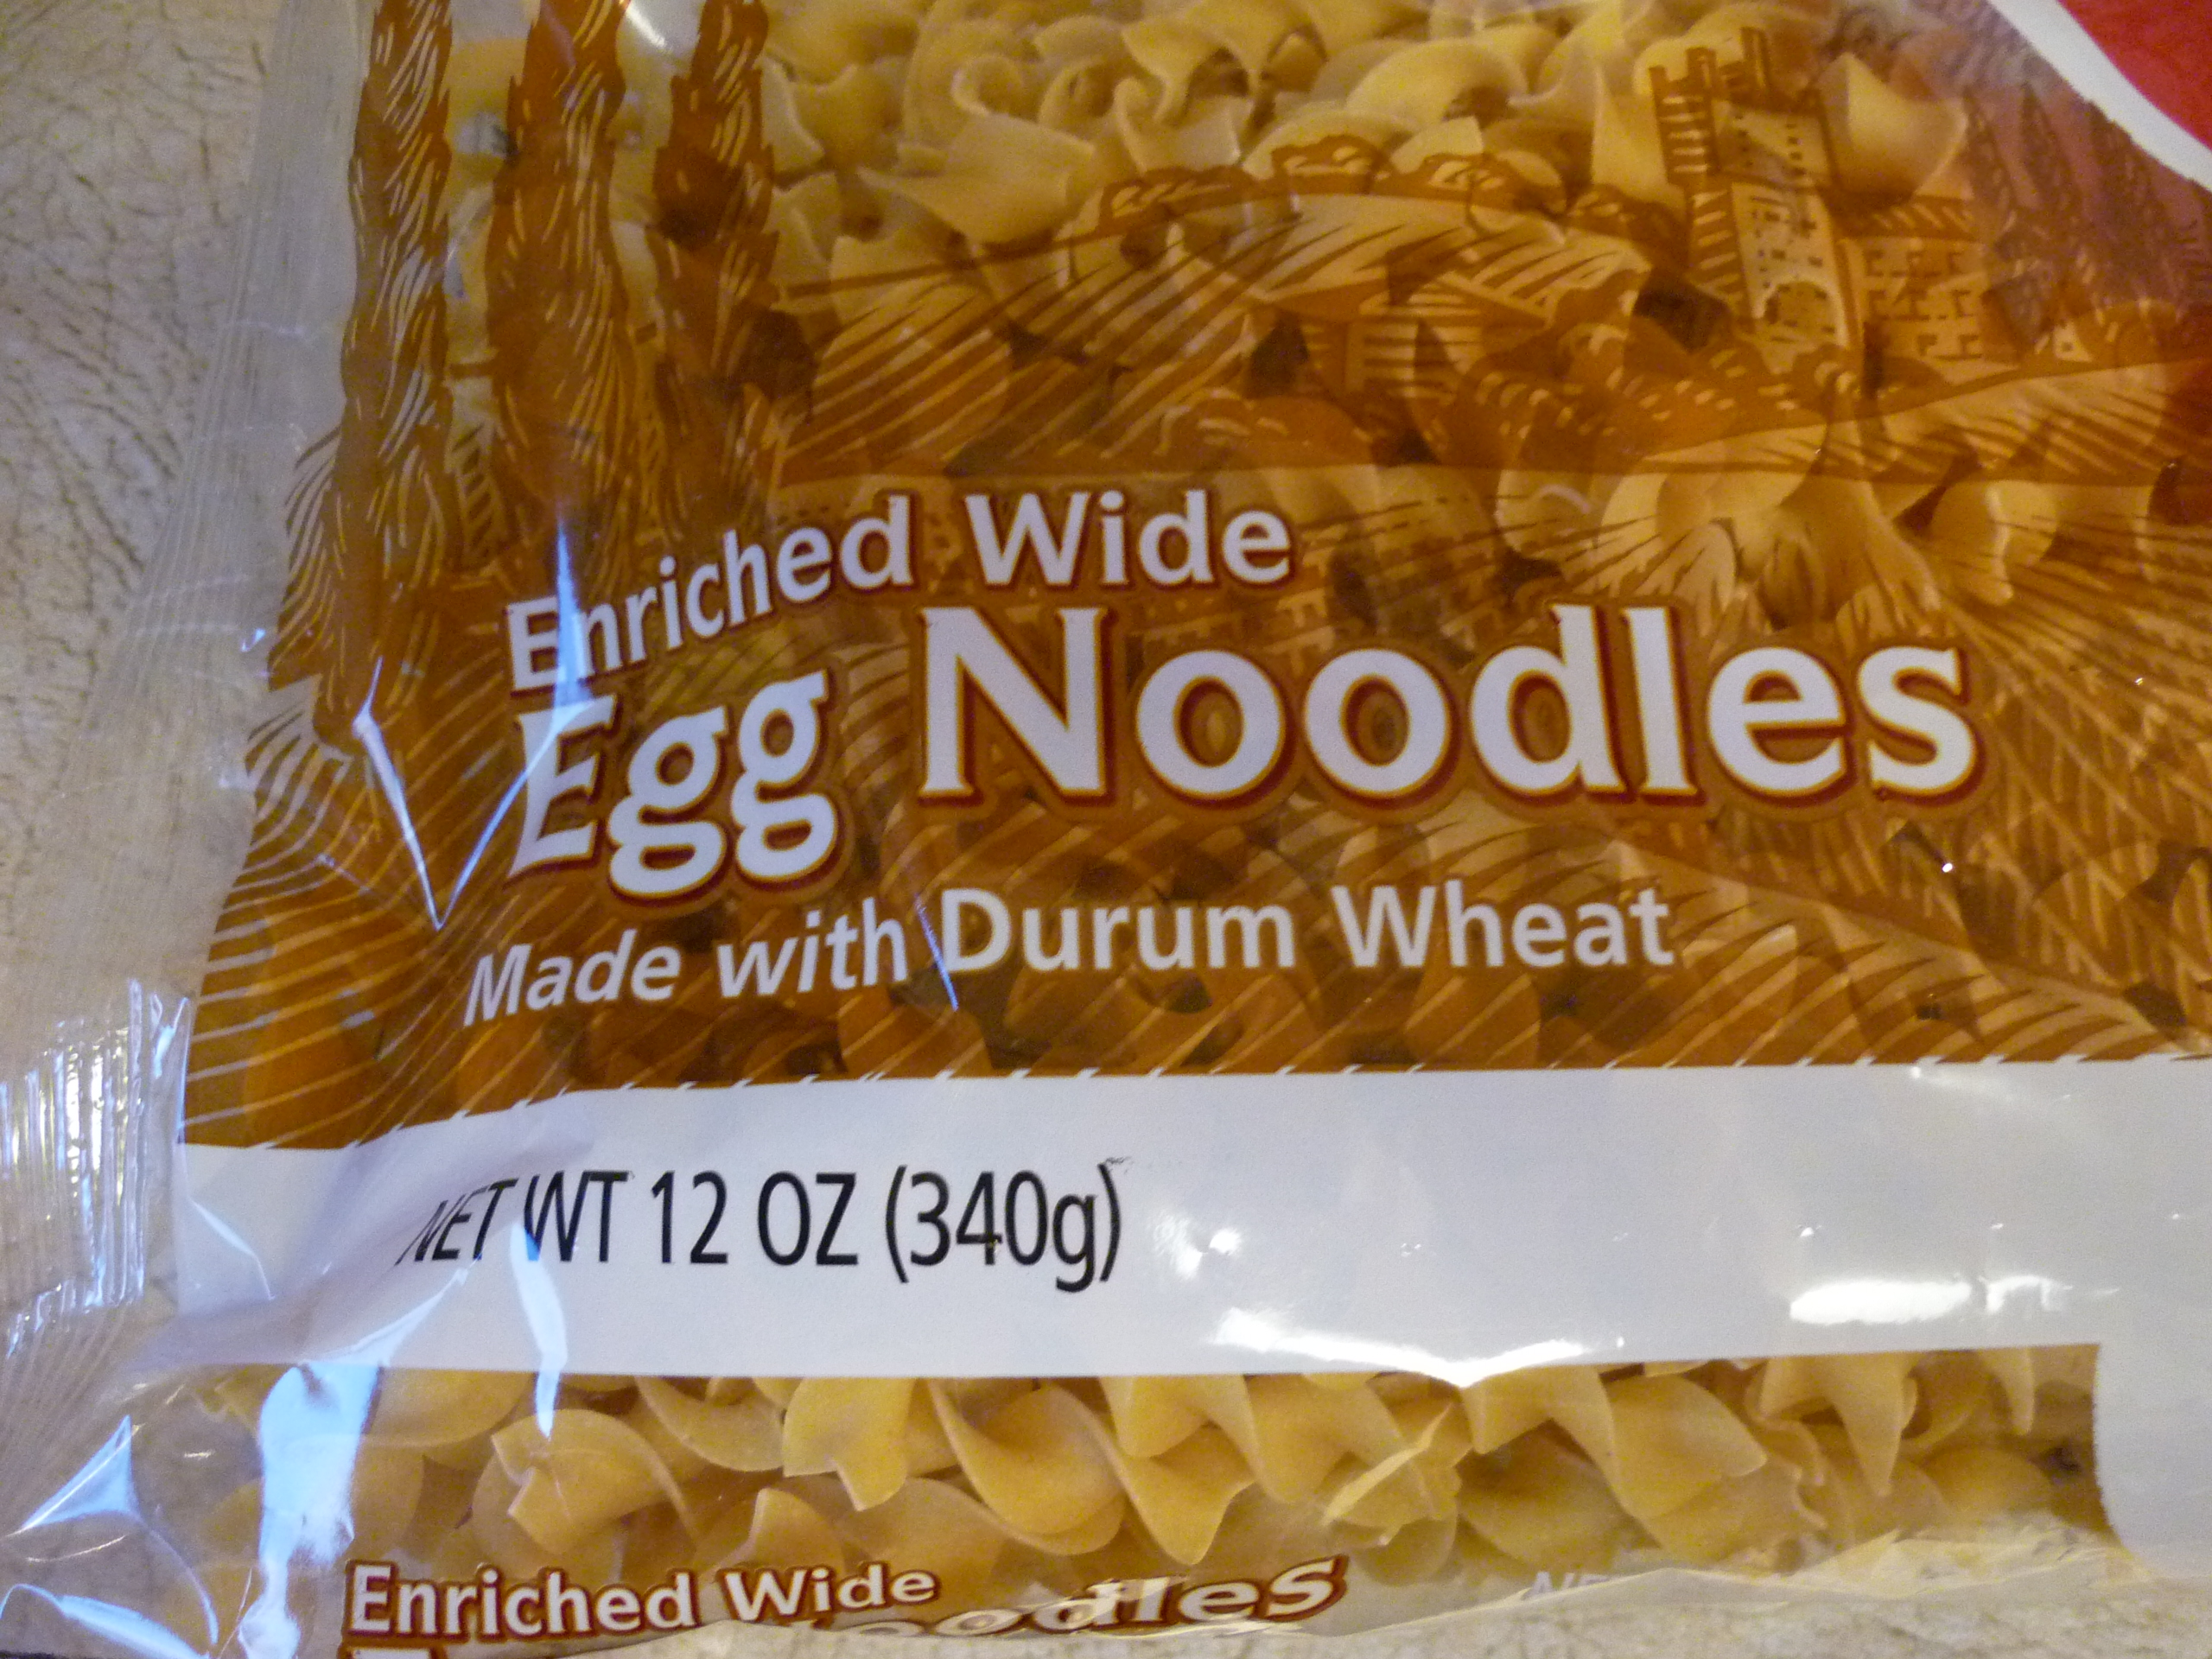 Enriched Wide
Egg Noodles
Made with Durum Wheat
NET WT 12 OZ (340g)
Enriched Wide